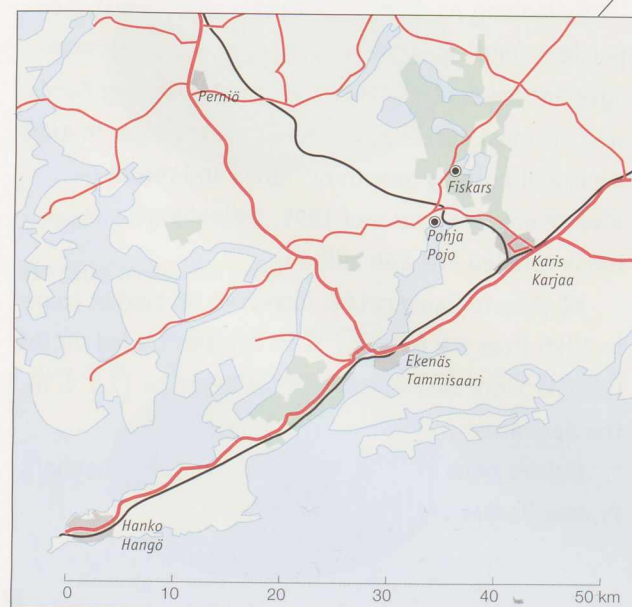 Perniö
Fiskars
Pohja
Pojo
Karis
Karjaa
Ekenäs
Tammisaari
Hanko
Hangö
0 10 20 30 40 50 km